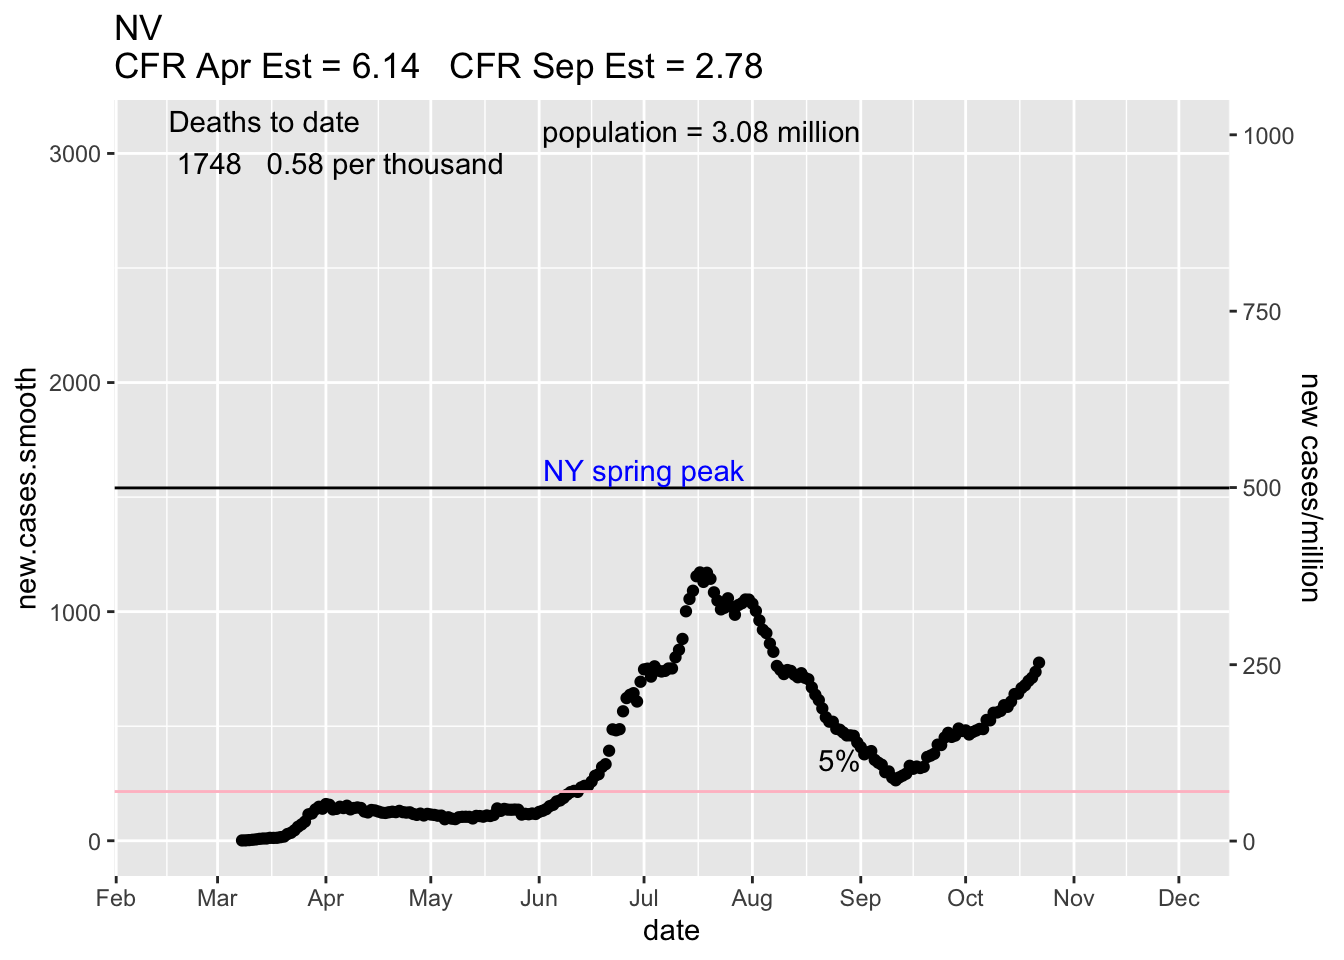 NV
CFR Apr Est = 6.14   CFR Sep Est = 2.78
Deaths to date
1748   0.58 per thousand
population = 3.08 million
NY spring peak
5%
new.cases.smooth
3000
2000
1000
0
new cases/million
1000
750
500
250
0
Feb Mar Apr May Jun Jul Aug Sep Oct Nov Dec
date